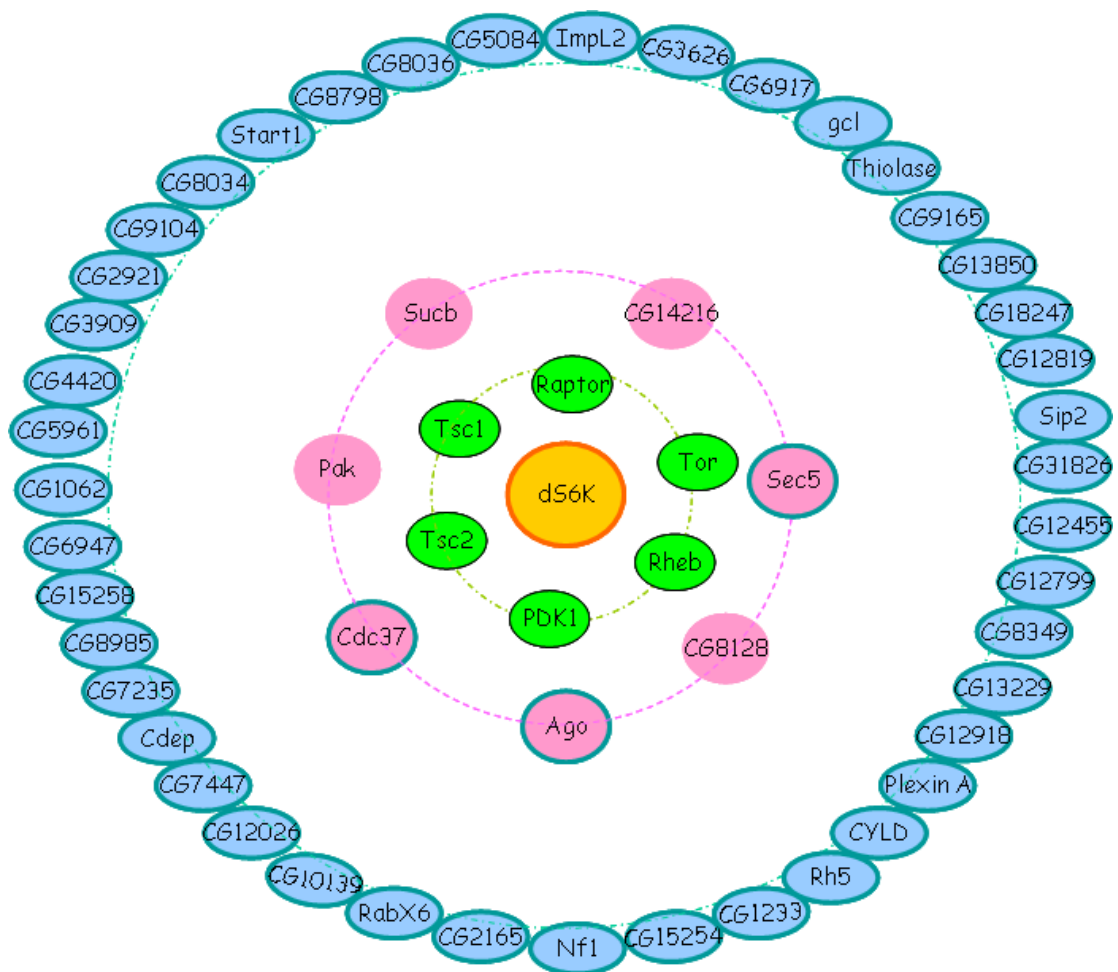 ImpL2
CG3626
CG6917
gcl
Thiolase
CG9165
CG13850
CG18247
CG12819
Sip2
CG31826
CG12455
CG12799
CG8349
CG13229
CG12918
Plexin A
CYLD
Rh5
CG1233
CG15254
Nf1
CG2165
RabX6
CG10139
CG12026
CG7447
Cdep
CG7235
CG8985
CG15258
CG6947
CG1062
CG5961
CG4420
CG3909
CG2921
CG9104
CG8034
Start1
CG8798
CG8036
CG5084
Sucb
CG14216
Sec5
CG8128
Ago
Cdc37
Pak
Raptor
Tor
Rheb
PDK1
Tsc2
Tsc1
dS6K